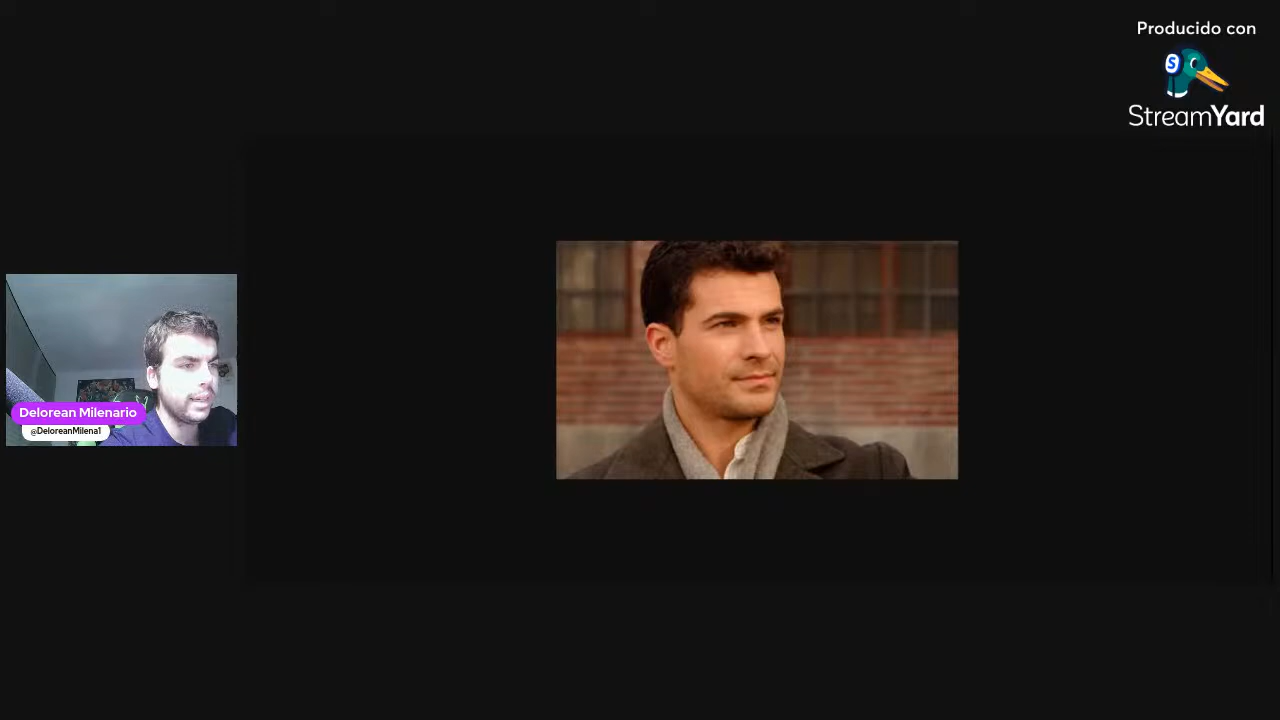 Producido con
S
StreamYard
Delorean Milenario
@DeloreanMilena1